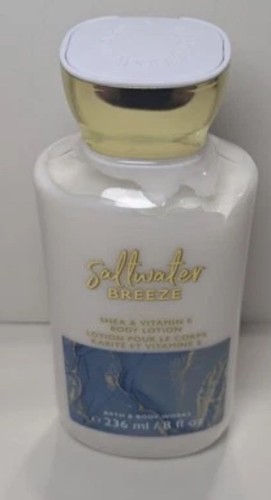 Saltwater
BREEZE
SHEA & VITAMIN E
BODY LOTION
LOTION POUR LE CORPS
KARITÉ ET VITAMINE E
BATH & BODY WORKS
℮ 236 ml / 8 fl oz